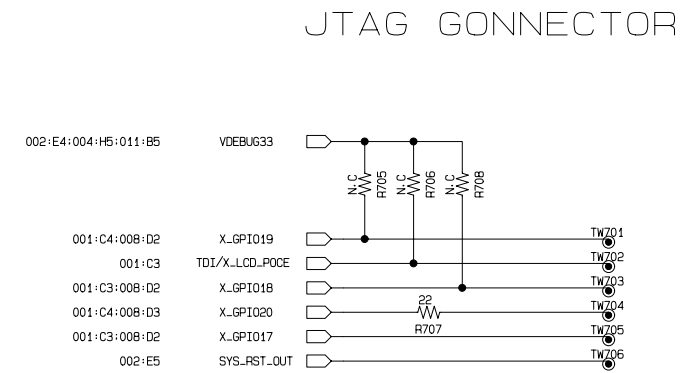 JTAG GONNECTOR
002:E4;004:H5;011:B5 VDEBUG33
N.C R705 N.C R706 N.C R708
001:C4;008:D2 X_GPIO19 TW701
001:C3 TDI/X_LCD_POCE TW702
001:C3;008:D2 X_GPIO18 TW703
001:C4;008:D3 X_GPIO20 22 TW704
R707
001:C3;008:D2 X_GPIO17 TW705
002:E5 SYS_RST_OUT TW706